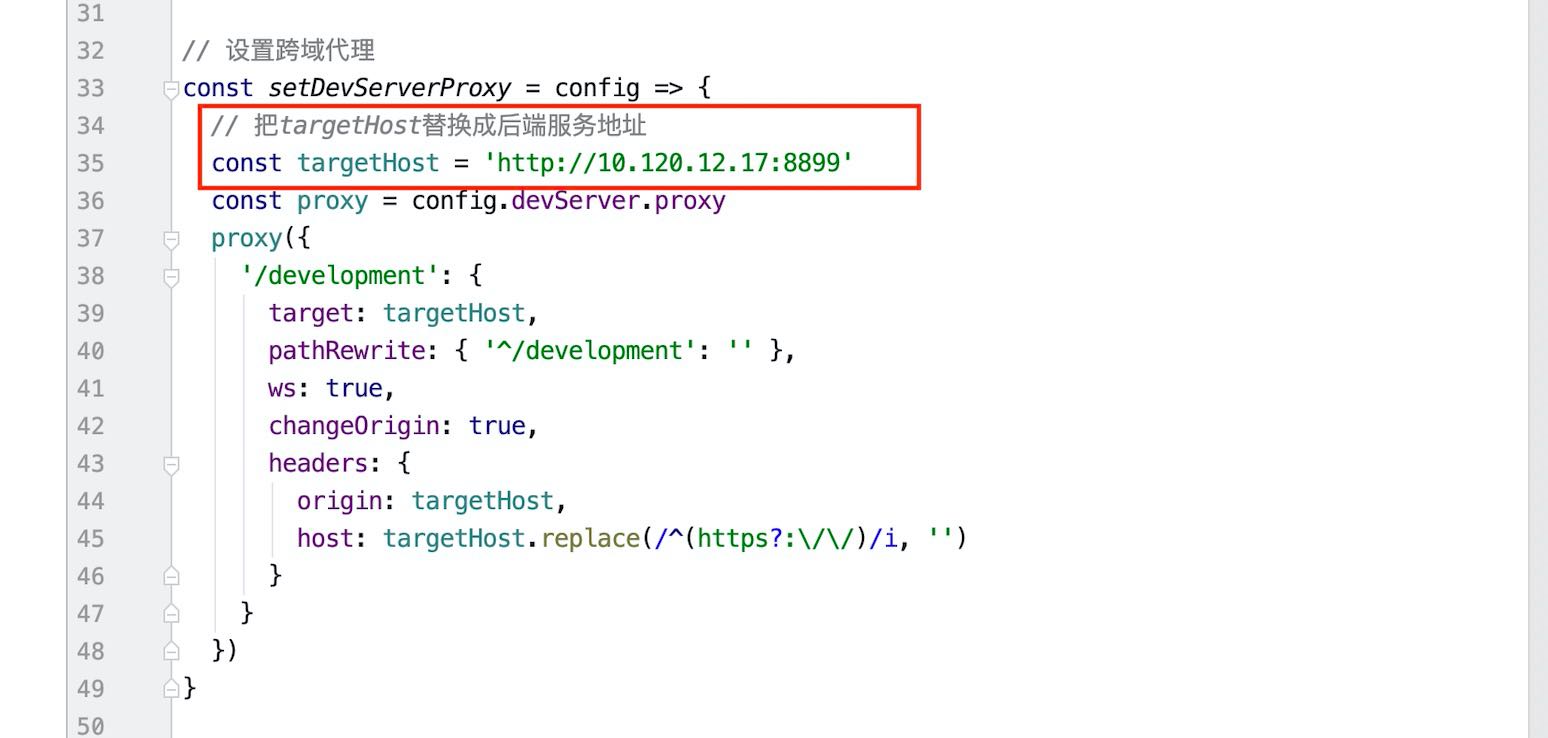 31
32 // 设置跨域代理
33 const setDevServerProxy = config => {
34 // 把targetHost替换成后端服务地址
35 const targetHost = 'http://10.120.12.17:8899'
36 const proxy = config.devServer.proxy
37 proxy({
38 '/development': {
39 target: targetHost,
40 pathRewrite: { '^/development': '' },
41 ws: true,
42 changeOrigin: true,
43 headers: {
44 origin: targetHost,
45 host: targetHost.replace(/^(https?:\/\/)/i, '')
46 }
47 }
48 })
49 }
50